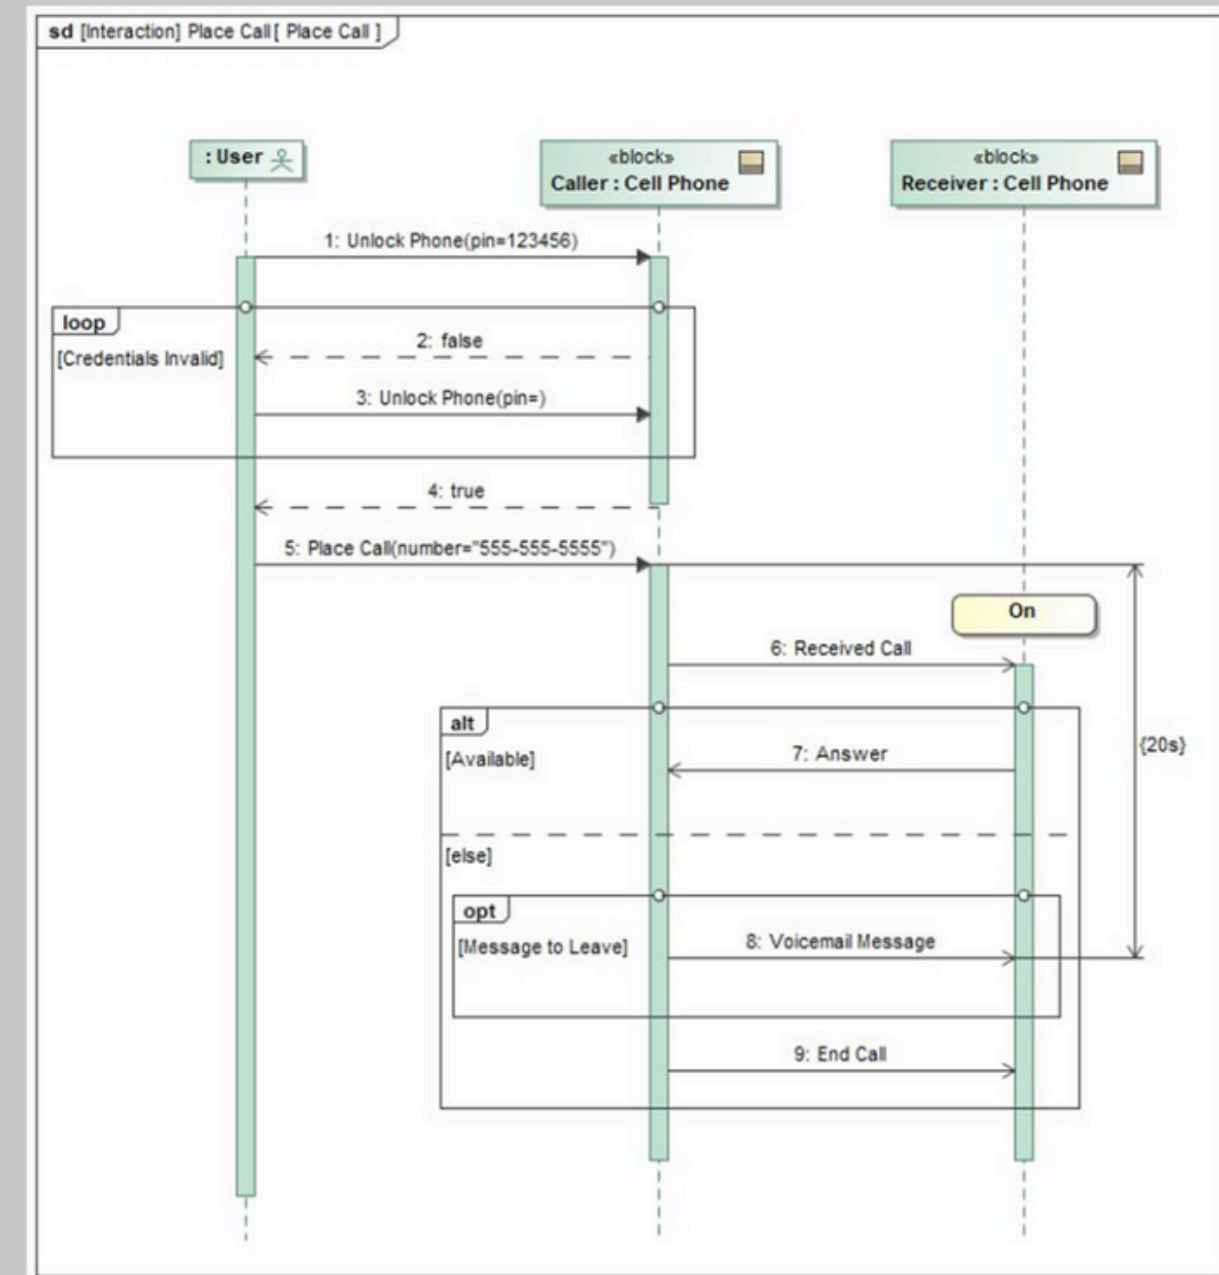 sd [Interaction] Place Call[ Place Call ]
: User
«block»
Caller : Cell Phone
«block»
Receiver : Cell Phone
1: Unlock Phone(pin=123456)
loop
[Credentials Invalid]
2: false
3: Unlock Phone(pin=)
4: true
5: Place Call(number="555-555-5555")
On
6: Received Call
alt
[Available]
7: Answer
{20s}
[else]
opt
[Message to Leave]
8: Voicemail Message
9: End Call